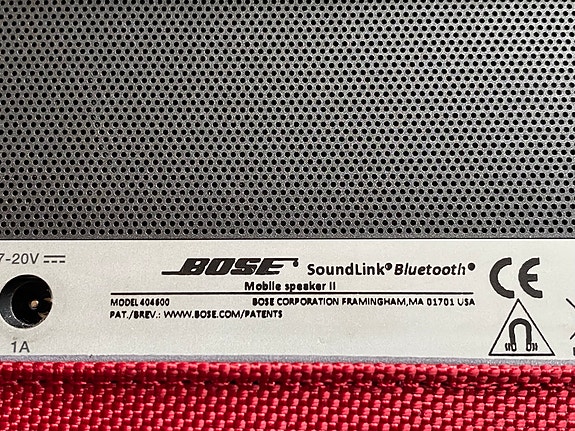 7-20V
1A
BOSE SoundLink® Bluetooth®
Mobile speaker II
MODEL 404600 BOSE CORPORATION FRAMINGHAM,MA 01701 USA
PAT./BREV.: WWW.BOSE.COM/PATENTS
CE